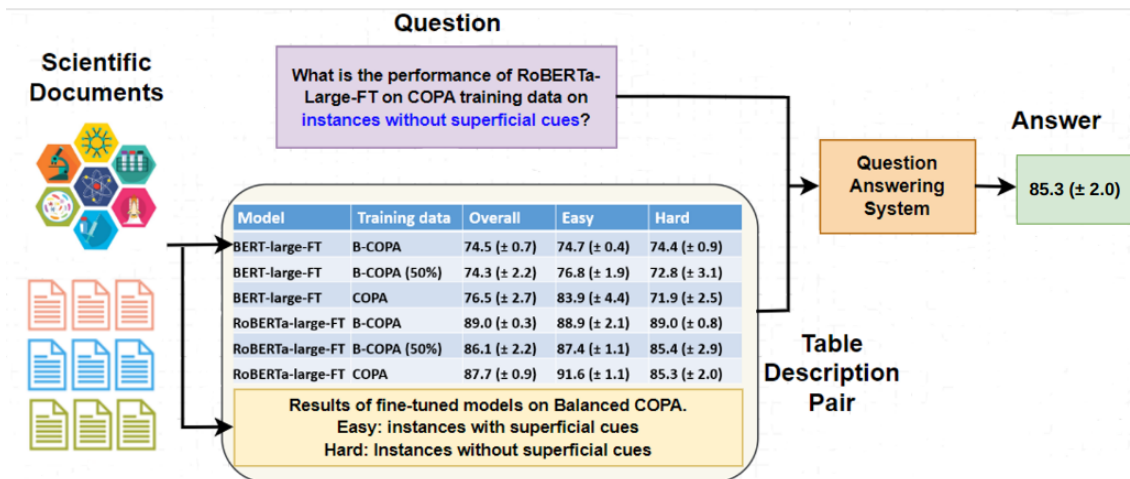 Question
Scientific
Documents
What is the performance of RoBERTa-
Large-FT on COPA training data on
instances without superficial cues?
Model Training data Overall Easy Hard
BERT-large-FT B-COPA 74.5 (± 0.7) 74.7 (± 0.4) 74.4 (± 0.9)
BERT-large-FT B-COPA (50%) 74.3 (± 2.2) 76.8 (± 1.9) 72.8 (± 3.1)
BERT-large-FT COPA 76.5 (± 2.7) 83.9 (± 4.4) 71.9 (± 2.5)
RoBERTa-large-FT B-COPA 89.0 (± 0.3) 88.9 (± 2.1) 89.0 (± 0.8)
RoBERTa-large-FT B-COPA (50%) 86.1 (± 2.2) 87.4 (± 1.1) 85.4 (± 2.9)
RoBERTa-large-FT COPA 87.7 (± 0.9) 91.6 (± 1.1) 85.3 (± 2.0)
Results of fine-tuned models on Balanced COPA.
Easy: instances with superficial cues
Hard: Instances without superficial cues
Table
Description
Pair
Question
Answering
System
Answer
85.3 (± 2.0)